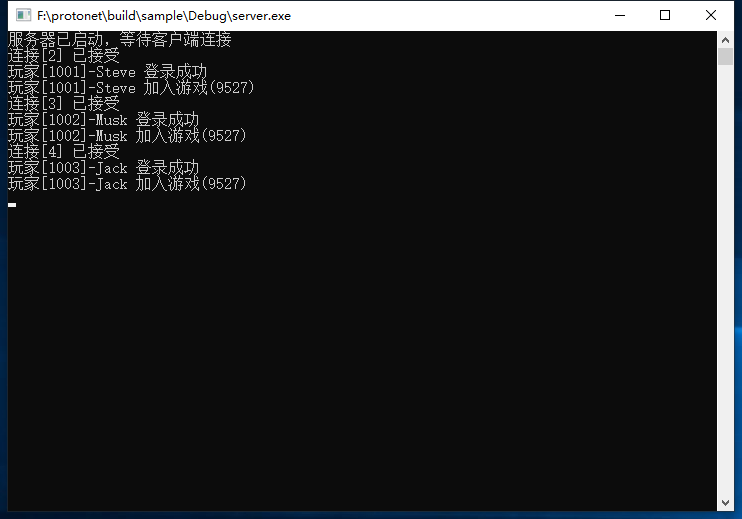 F:\protonet\build\sample\Debug\server.exe
服务器已启动，等待客户端连接
连接[2] 已接受
玩家[1001]-Steve 登录成功
玩家[1001]-Steve 加入游戏(9527)
连接[3] 已接受
玩家[1002]-Musk 登录成功
玩家[1002]-Musk 加入游戏(9527)
连接[4] 已接受
玩家[1003]-Jack 登录成功
玩家[1003]-Jack 加入游戏(9527)